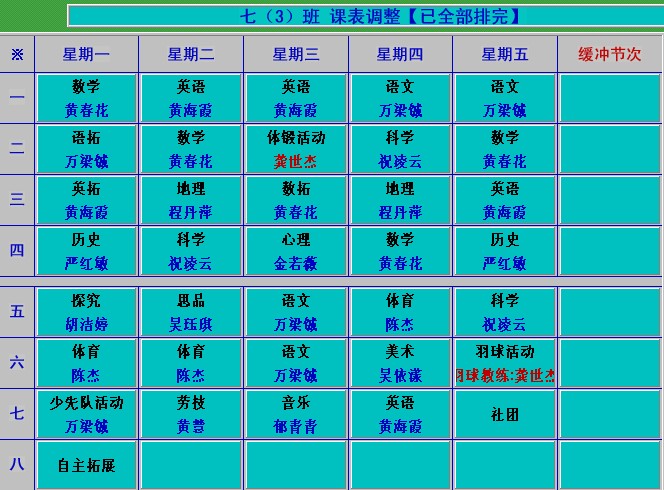 七（3）班 课表调整【已全部排完】
※ 星期一 星期二 星期三 星期四 星期五 缓冲节次
一 数学 英语 英语 语文 语文
黄春花 黄海霞 黄海霞 万梁铖 万梁铖
二 语拓 数学 体锻活动 科学 数学
万梁铖 黄春花 龚世杰 祝凌云 黄春花
三 英拓 地理 数拓 地理 英语
黄海霞 程丹萍 黄春花 程丹萍 黄海霞
四 历史 科学 心理 数学 历史
严红敏 祝凌云 金若薇 黄春花 严红敏
五 探究 思品 语文 体育 科学
胡洁婷 吴珏琪 万梁铖 陈杰 祝凌云
六 体育 体育 语文 美术 羽球活动
陈杰 陈杰 万梁铖 吴依漾 羽球教练:龚世杰
七 少先队活动 劳技 音乐 英语 社团
万梁铖 黄慧 郁青青 黄海霞
八 自主拓展